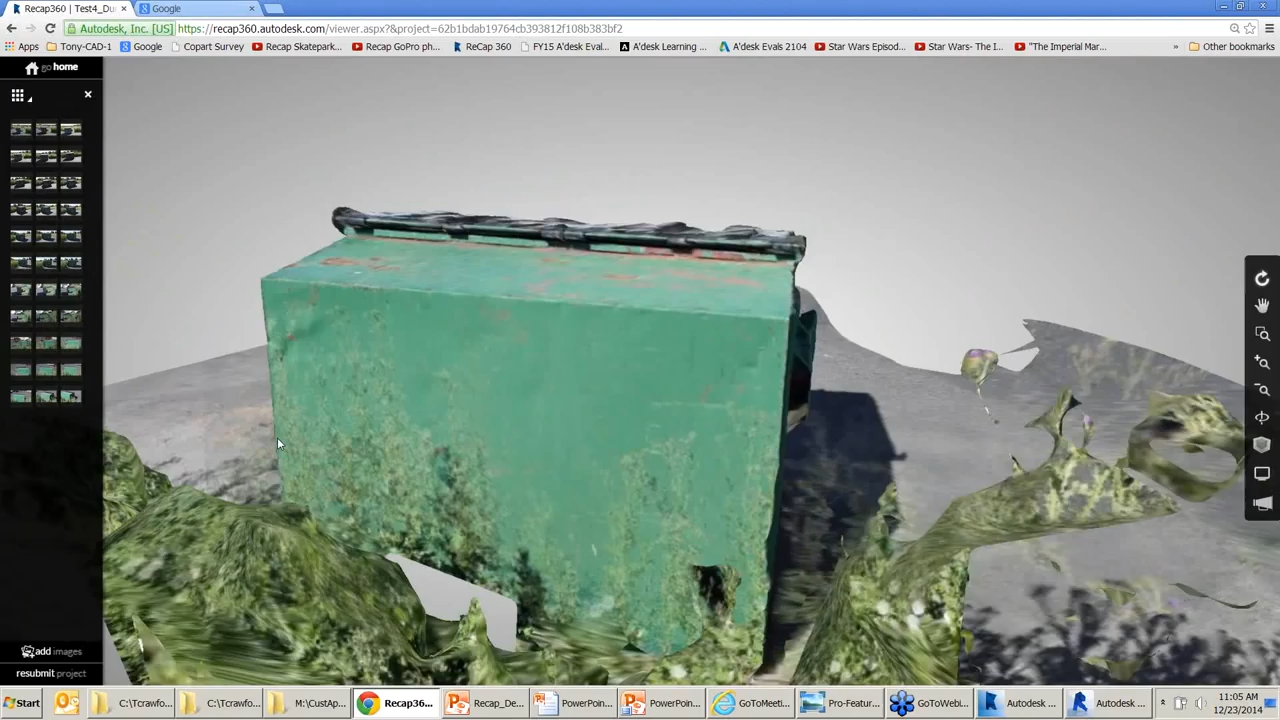 Recap360 | Test4_Du
Google
Autodesk, Inc. [US]
https://recap360.autodesk.com/viewer.aspx?&project=62b1bdab19764cb393812f108b383bf2
Apps
Tony-CAD-1
Google
Copart Survey
Recap Skatepark...
Recap GoPro ph...
ReCap 360
FY15 A'desk Eval...
A'desk Learning ...
A'desk Evals 2104
Star Wars Episod...
Star Wars- The I...
"The Imperial Mar...
»
Other bookmarks
go home
add images
resubmit project
Start
C:\Tcrawfo...
C:\Tcrawfo...
M:\CustAp...
Recap36...
Recap_De...
PowerPoin...
PowerPoin...
GoToMeeti...
Pro-Featur...
GoToWebi...
Autodesk ...
Autodesk ...
11:05 AM
12/23/2014